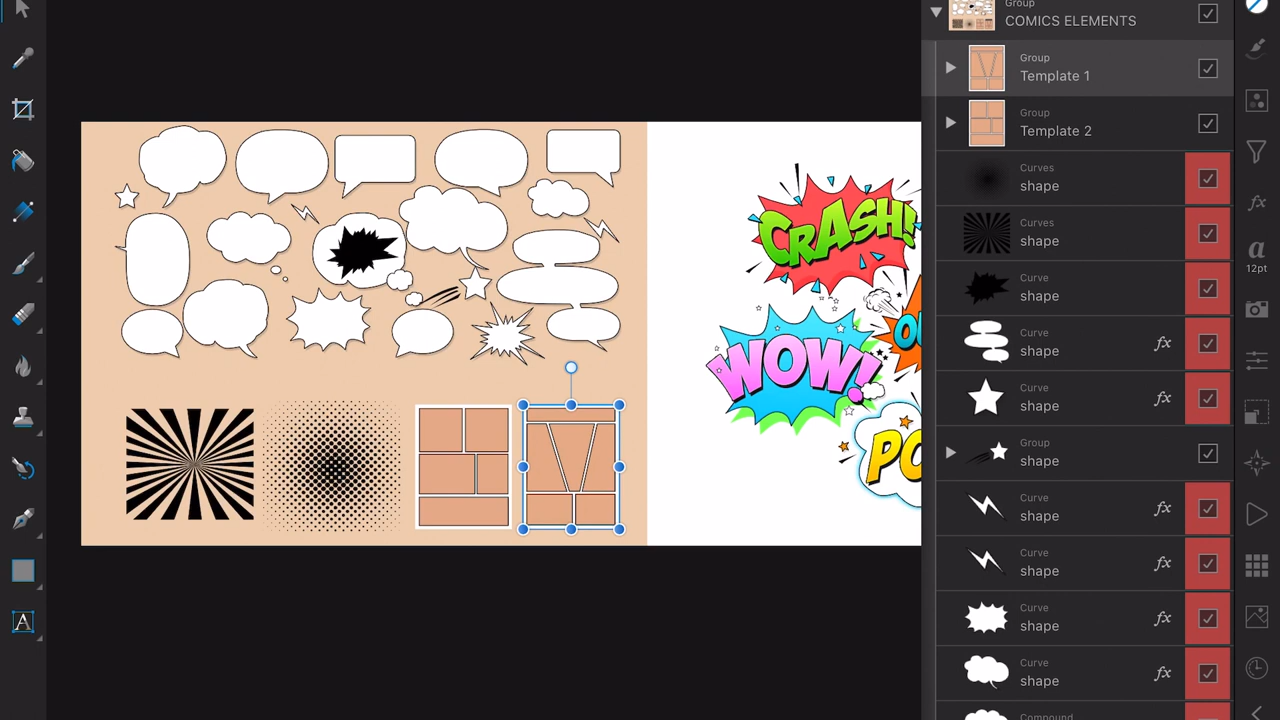 Group
COMICS ELEMENTS
Group
Template 1
Group
Template 2
Curves
shape
Curves
shape
Curve
shape
Curve
shape
fx
Curve
shape
fx
Group
shape
Curve
shape
fx
Curve
shape
fx
Curve
shape
fx
Curve
shape
fx
Compound
fx
a
12pt
A
CRASH!
WOW!